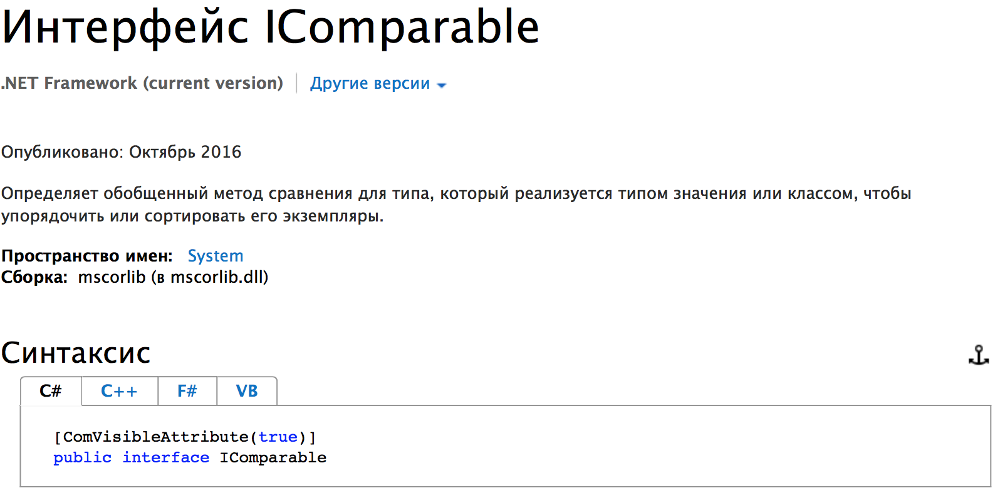 Интерфейс IComparable
.NET Framework (current version) Другие версии
Опубликовано: Октябрь 2016
Определяет обобщенный метод сравнения для типа, который реализуется типом значения или классом, чтобы
упорядочить или сортировать его экземпляры.
Пространство имен: System
Сборка: mscorlib (в mscorlib.dll)
Синтаксис
C# C++ F# VB
[ComVisibleAttribute(true)]
public interface IComparable